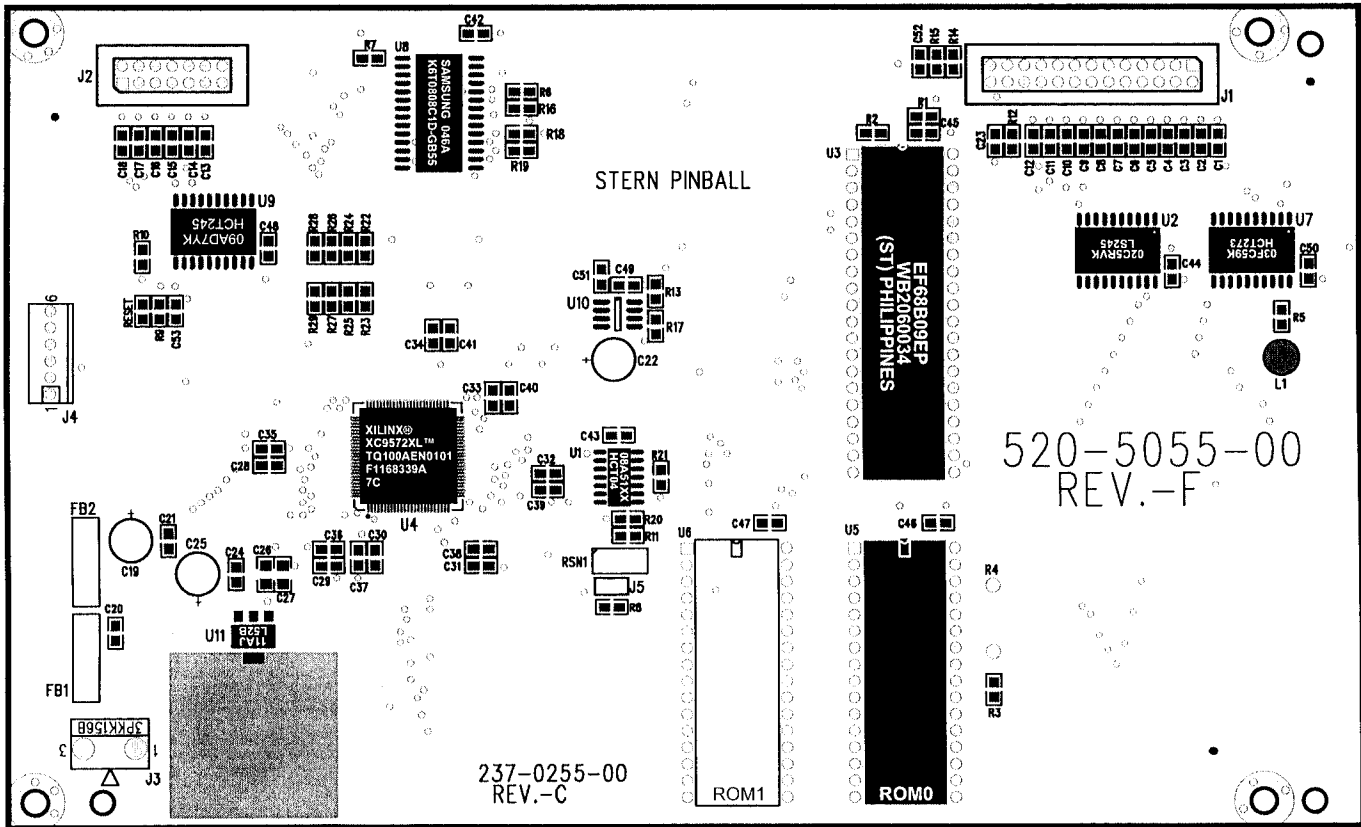 C42
R7
U8
SAMSUNG 046A
K6T0808C1D-GB55
R6
R16
R18
R19
J2
C18
C17
C16
C15
C14
C13
U9
09AD7YK
HCT245
C48
R10
RESET
R9
C53
R28
R26
R24
R22
R29
R27
R25
R23
C34
C41
STERN PINBALL
C51
C49
U10
R13
R17
+
C22
C52
R15
R14
J1
R1
C45
R2
C23
R12
C12
C11
C10
C9
C8
C7
C6
C5
C4
C3
C2
C1
U3
EF68B09EP
WB2060034
(ST) PHILIPPINES
U2
02C5RVK
LS245
C44
U7
03FC59K
HCT273
C50
R5
L1
520-5055-00
REV.-F
6
1
J4
C33
C40
XILINX®
XC9572XL™
TQ100AEN0101
F1168339A
7C
U4
C35
C28
C43
U1
08A51XX
HCT04
R21
C32
C39
R20
R11
RSN1
J5
R8
FB2
+
C19
C21
C25
+
C24
C26
C27
C36
C29
C30
C37
C38
C31
C20
U11
11AJ
L52B
FB1
3PKK156B
3
1
J3
237-0255-00
REV.-C
U6
C47
ROM1
U5
C46
ROM0
R4
R3